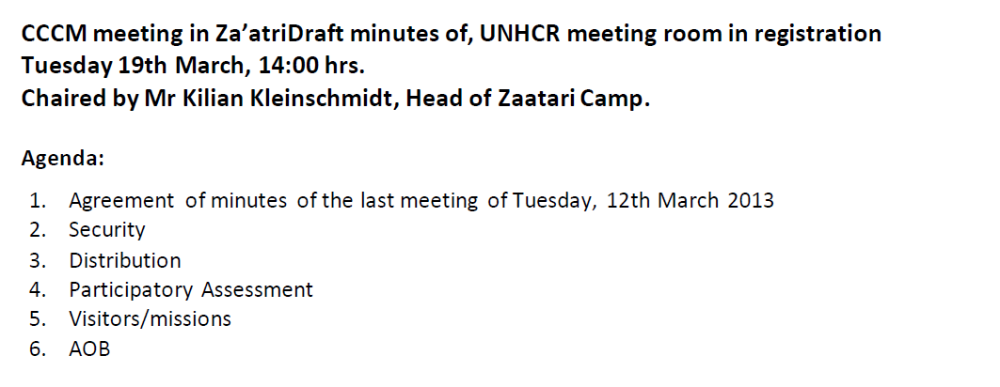 CCCM meeting in Za’atriDraft minutes of, UNHCR meeting room in registration
Tuesday 19th March, 14:00 hrs.
Chaired by Mr Kilian Kleinschmidt, Head of Zaatari Camp.
Agenda:
1. Agreement of minutes of the last meeting of Tuesday, 12th March 2013
2. Security
3. Distribution
4. Participatory Assessment
5. Visitors/missions
6. AOB